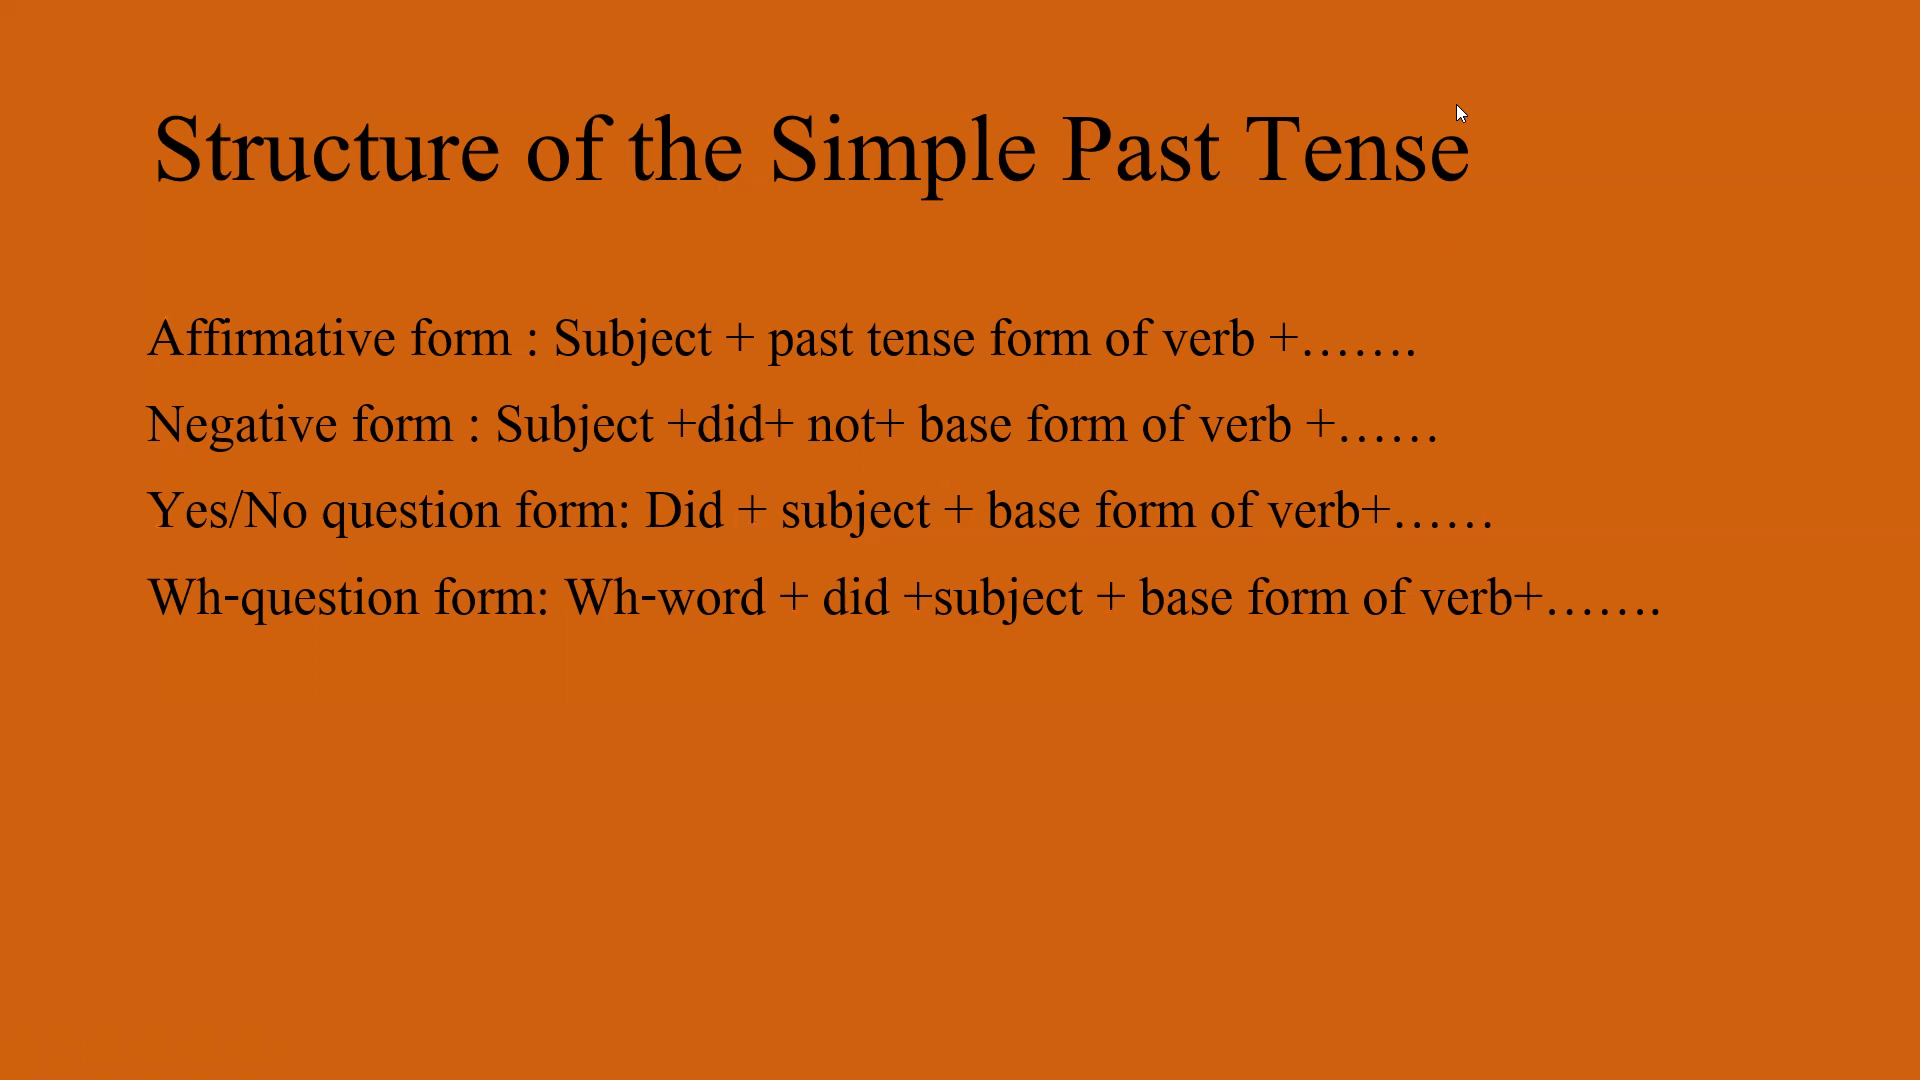 Structure of the Simple Past Tense
Affirmative form : Subject + past tense form of verb +…….
Negative form : Subject +did+ not+ base form of verb +……
Yes/No question form: Did + subject + base form of verb+……
Wh-question form: Wh-word + did +subject + base form of verb+…….